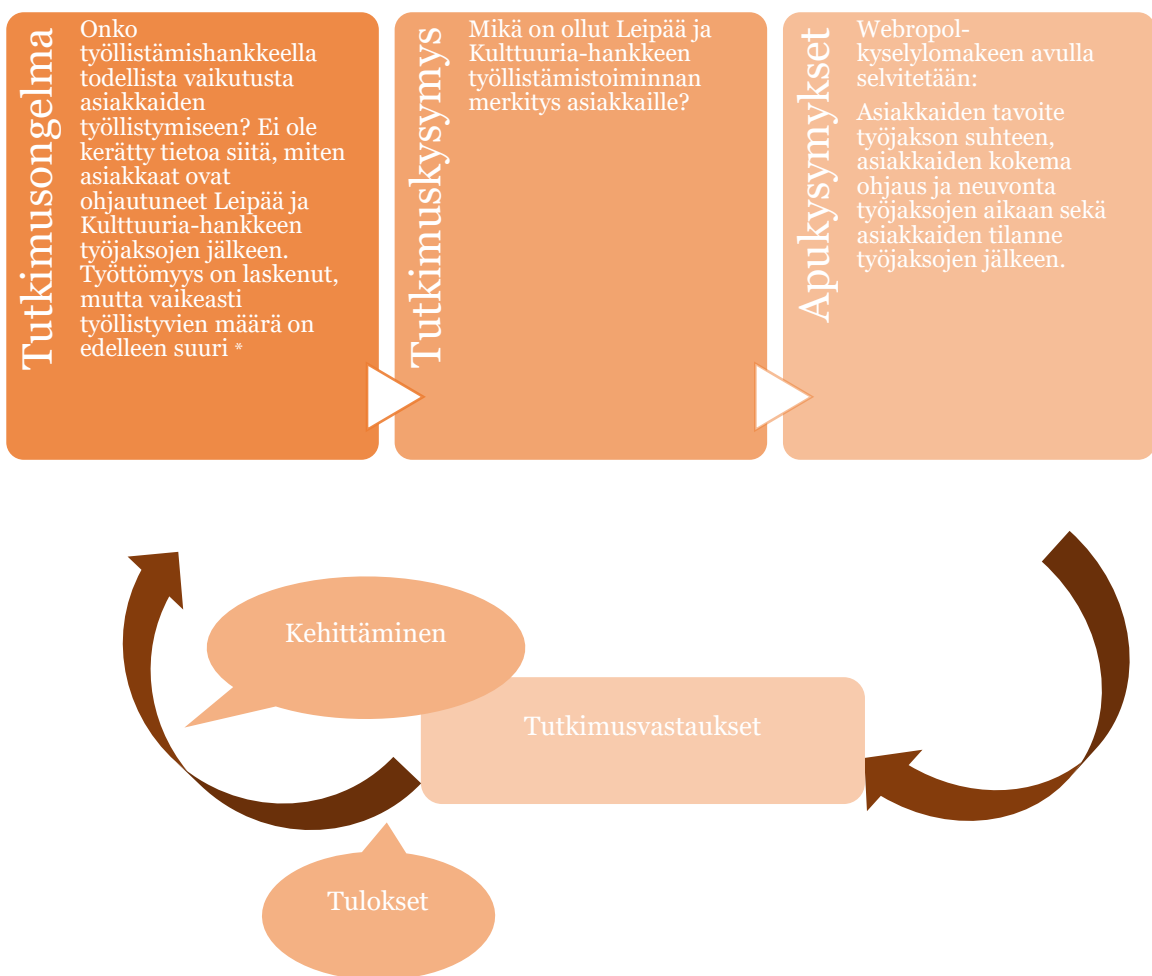 Tutkimusongelma
Onko
työllistämishankkeella
todellista vaikutusta
asiakkaiden
työllistymiseen? Ei ole
kerätty tietoa siitä, miten
asiakkaat ovat
ohjautuneet Leipää ja
Kulttuuria-hankkeen
työjaksojen jälkeen.
Työttömyys on laskenut,
mutta vaikeasti
työllistyvien määrä on
edelleen suuri *
Tutkimuskysymys
Mikä on ollut Leipää ja
Kulttuuria-hankkeen
työllistämistoiminnan
merkitys asiakkaille?
Apukysymykset
Webropol-
kyselylomakeen avulla
selvitetään:
Asiakkaiden tavoite
työjakson suhteen,
asiakkaiden kokema
ohjaus ja neuvonta
työjaksojen aikaan sekä
asiakkaiden tilanne
työjaksojen jälkeen.
Kehittäminen
Tutkimusvastaukset
Tulokset